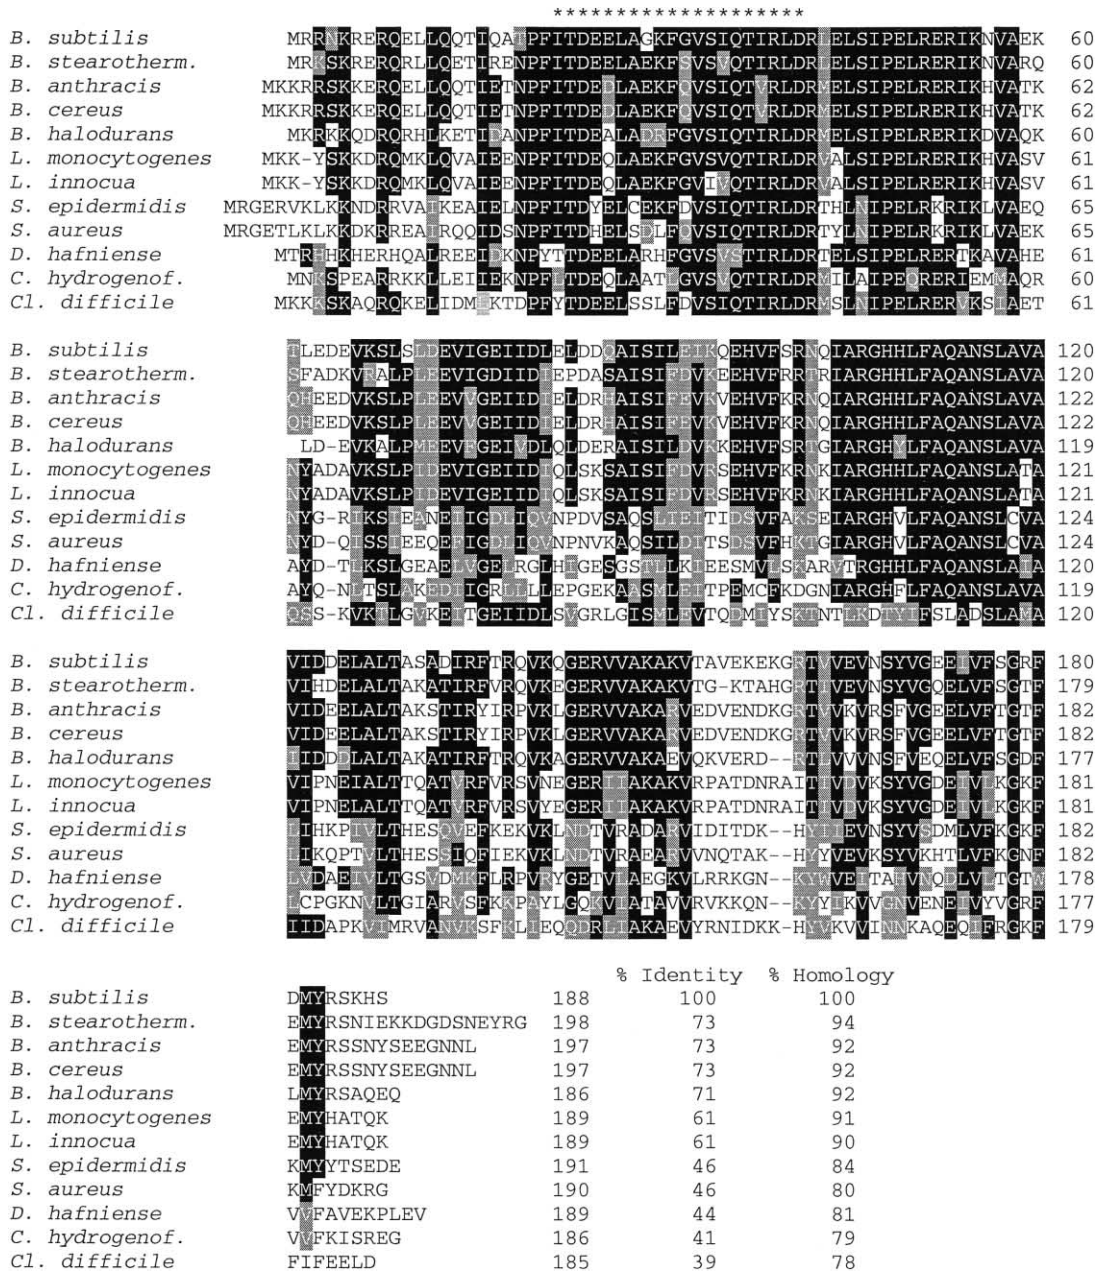 ********************
B. subtilis MRRNKRERQELLQQTIQATPFITDEELAGKFGVSIQTIRLDRLELSIPELRERIKNVAEK 60
B. stearotherm. MRKSKRERQRLLQETIRENPFITDEELAEKFSVSVQTIRLDRLELSIPELRERIKNVARQ 60
B. anthracis MKKRRSKKERQELLQQTIETNPFITDEDLAEKFQVSIQTVRLDRMELSIPELRERIKHVATK 62
B. cereus MKKRRSKKERQELLQQTIETNPFITDEDLAEKFQVSIQTVRLDRMELSIPELRERIKHVATK 62
B. halodurans MKRKKQDRQRHLKETIDANPFITDEALADRFGVSIQTIRLDRMELSIPELRERIKDVAQK 60
L. monocytogenes MKK-YSKKDRQMKLQVAIEENPFITDEQLAEKFGVSVQTIRLDRVALSIPELRERIKHVASV 61
L. innocua MKK-YSKKDRQMKLQVAIEENPFITDEQLAEKFGVIVQTIRLDRVALSIPELRERIKHVASV 61
S. epidermidis MRGERVKLKKNDRRVAIKEAIELNPFITDYELCEKFDVSIQTIRLDRTHLNIPELRKRIKLVAEQ 65
S. aureus MRGETLKLKKDKRREAIRQQIDSNPFITDHELSDLFQVSIQTIRLDRTYLNIPELRKRIKLVAEK 65
D. hafniense MTRHHKHERHQALREEIDKNPYTTDEELARHFGVSVSTIRLDRTELSIPELRERTKAVAHE 61
C. hydrogenof. MNKSPEARRKKLLEIIEKNPFLTDEQLAATLGVSVQTIRLDRMILAIPEQRERIEMMAQR 60
Cl. difficile MKKKSKAQRQKELIDMIKTDPFYTDEELSSLFDVSIQTIRLDRMSLNIPELRERVKSIAET 61
B. subtilis TLEDEVKSLSLDEVIGEIIDLELDDQAISILEIKQEHVFSRNQIARGHHLFAQANSLAVA 120
B. stearotherm. SFADKVRALPLEEVIGDIIDIEPDASAISIFDVKEEHVFRRTRIARGHHLFAQANSLAVA 120
B. anthracis QHEEDVKSLPLEEVVGEIIDIELDRHAISIFEVKVEHVFKRNQIARGHHLFAQANSLAVA 122
B. cereus QHEEDVKSLPLEEVVGEIIDIELDRHAISIFEVKVEHVFKRNQIARGHHLFAQANSLAVA 122
B. halodurans LD-EVKALPMEEVFGEIVDLQLDERAISILDVKKEHVFSRTGIARGHYLFAQANSLAVA 119
L. monocytogenes NYADAVKSLPIDEVIGEIIDIQLSKSAISIFDVRSEHVFKRNKIARGHHLFAQANSLATA 121
L. innocua NYADAVKSLPIDEVIGEIIDIQLSKSAISIFDVRSEHVFKRNKIARGHHLFAQANSLATA 121
S. epidermidis NYG-RIKSIEANEIIGDLIQVNPDVSAQSLIEITIDSVFAKSEIARGHVLFAQANSLCVA 124
S. aureus NYD-QISSIEEQEFIGDLIQVNPNVKAQSILDITSDSVFHKTGIARGHVLFAQANSLCVA 124
D. hafniense AYD-TLKSLGEAELVGELRGLHIGESGSTLLKIEESMVLSKARVTRGHHLFAQANSLAIA 120
C. hydrogenof. AYQ-NLTSLAKEDIIGRLLLLEPGEKAASMLEITPEMCFKDGNIARGHFLFAQANSLAVA 119
Cl. difficile QSS-KVKTLGVKEITGEIIDLSVGRLGISMLEVTQDMIYSKTNTLKDTYIFSLADSLAMA 120
B. subtilis VIDDELALTASADIRFTRQVKQGERVVAKAKVTAVEKEKGRTVVEVNSYVGEEIVFSGRF 180
B. stearotherm. VIHDELALTAKATIRFVRQVKEGERVVAKAKVTG-KTAHGRTTVEVNSYVGQELVFSGTF 179
B. anthracis VIDEELALTAKSTIRYIRPVKLGERVVAKARVEDVENDKGRTVVKVRSFVGEELVFTGTF 182
B. cereus VIDEELALTAKSTIRYIRPVKLGERVVAKARVEDVENDKGRTVVKVRSFVGEELVFTGTF 182
B. halodurans IIDDDLALTAKATIRFTRQVKAGERVVAKAEVQKVERD--RTLVVVNSFVEQELVFSGDF 177
L. monocytogenes VIPNEIALTTQATVRFVRSVNEGERIIAKAKVRPATDNRAITIVDVKSYVGDEIVLKGKF 181
L. innocua VIPNELALTTQATVRFVRSVYEGERIIAKAKVRPATDNRAITIVDVKSYVGDEIVLKGKF 181
S. epidermidis LIHKPIVLTHESQVEFKEKVKLNDTVRADARVIDITDK--HYIIEVNSYVSDMLVFKGKF 182
S. aureus LIKQPTVLTHESSIQFIEKVKLNDTVRAEARVVNQTAK--HYYVEVKSYVKHTLVFKGNF 182
D. hafniense LVDAEIVLTGSVDMKFLRPVRYGETVLAEGKVLRRKGN--KYWVEITAHVNQDLVLTGTW 178
C. hydrogenof. LCPGKNVLTGIARVSFKKPAYLGQKVIATAVVRVKKQN--KYYIKVVGNVENEIVYVGRF 177
Cl. difficile IIDAPKVIMRVANVKSFKLIEQQDRLIAKAEVYRNIDKK-HYVKVVINNKAQEQIFRGKF 179
% Identity % Homology
B. subtilis DMYRSKHS 188 100 100
B. stearotherm. EMYRSNIEKKDGDSNEYRG 198 73 94
B. anthracis EMYRSSNYSEEGNNL 197 73 92
B. cereus EMYRSSNYSEEGNNL 197 73 92
B. halodurans LMYRSAQEQ 186 71 92
L. monocytogenes EMYHATQK 189 61 91
L. innocua EMYHATQK 189 61 90
S. epidermidis KMYYTSEDE 191 46 84
S. aureus KMFYDKRG 190 46 80
D. hafniense VVFAVEKPLEV 189 44 81
C. hydrogenof. VVFKISREG 186 41 79
Cl. difficile FIFEELD 185 39 78